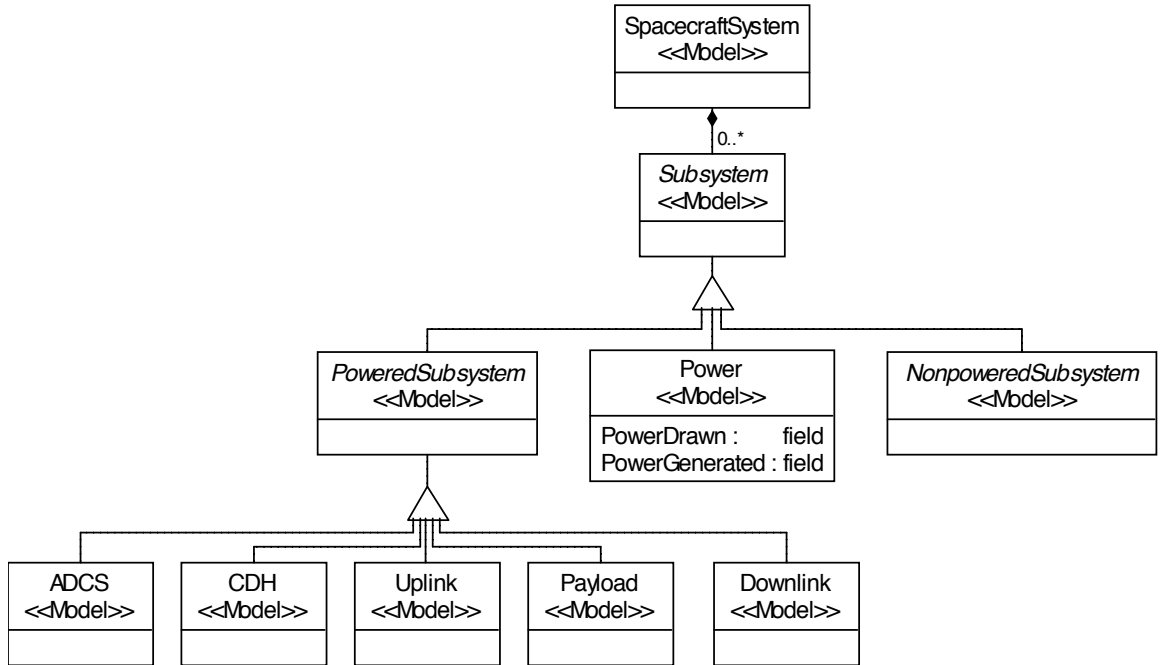 SpacecraftSystem
<<Model>>
0..*
Subsystem
<<Model>>
PoweredSubsystem
<<Model>>
Power
<<Model>>
PowerDrawn : field
PowerGenerated : field
NonpoweredSubsystem
<<Model>>
ADCS
<<Model>>
CDH
<<Model>>
Uplink
<<Model>>
Payload
<<Model>>
Downlink
<<Model>>